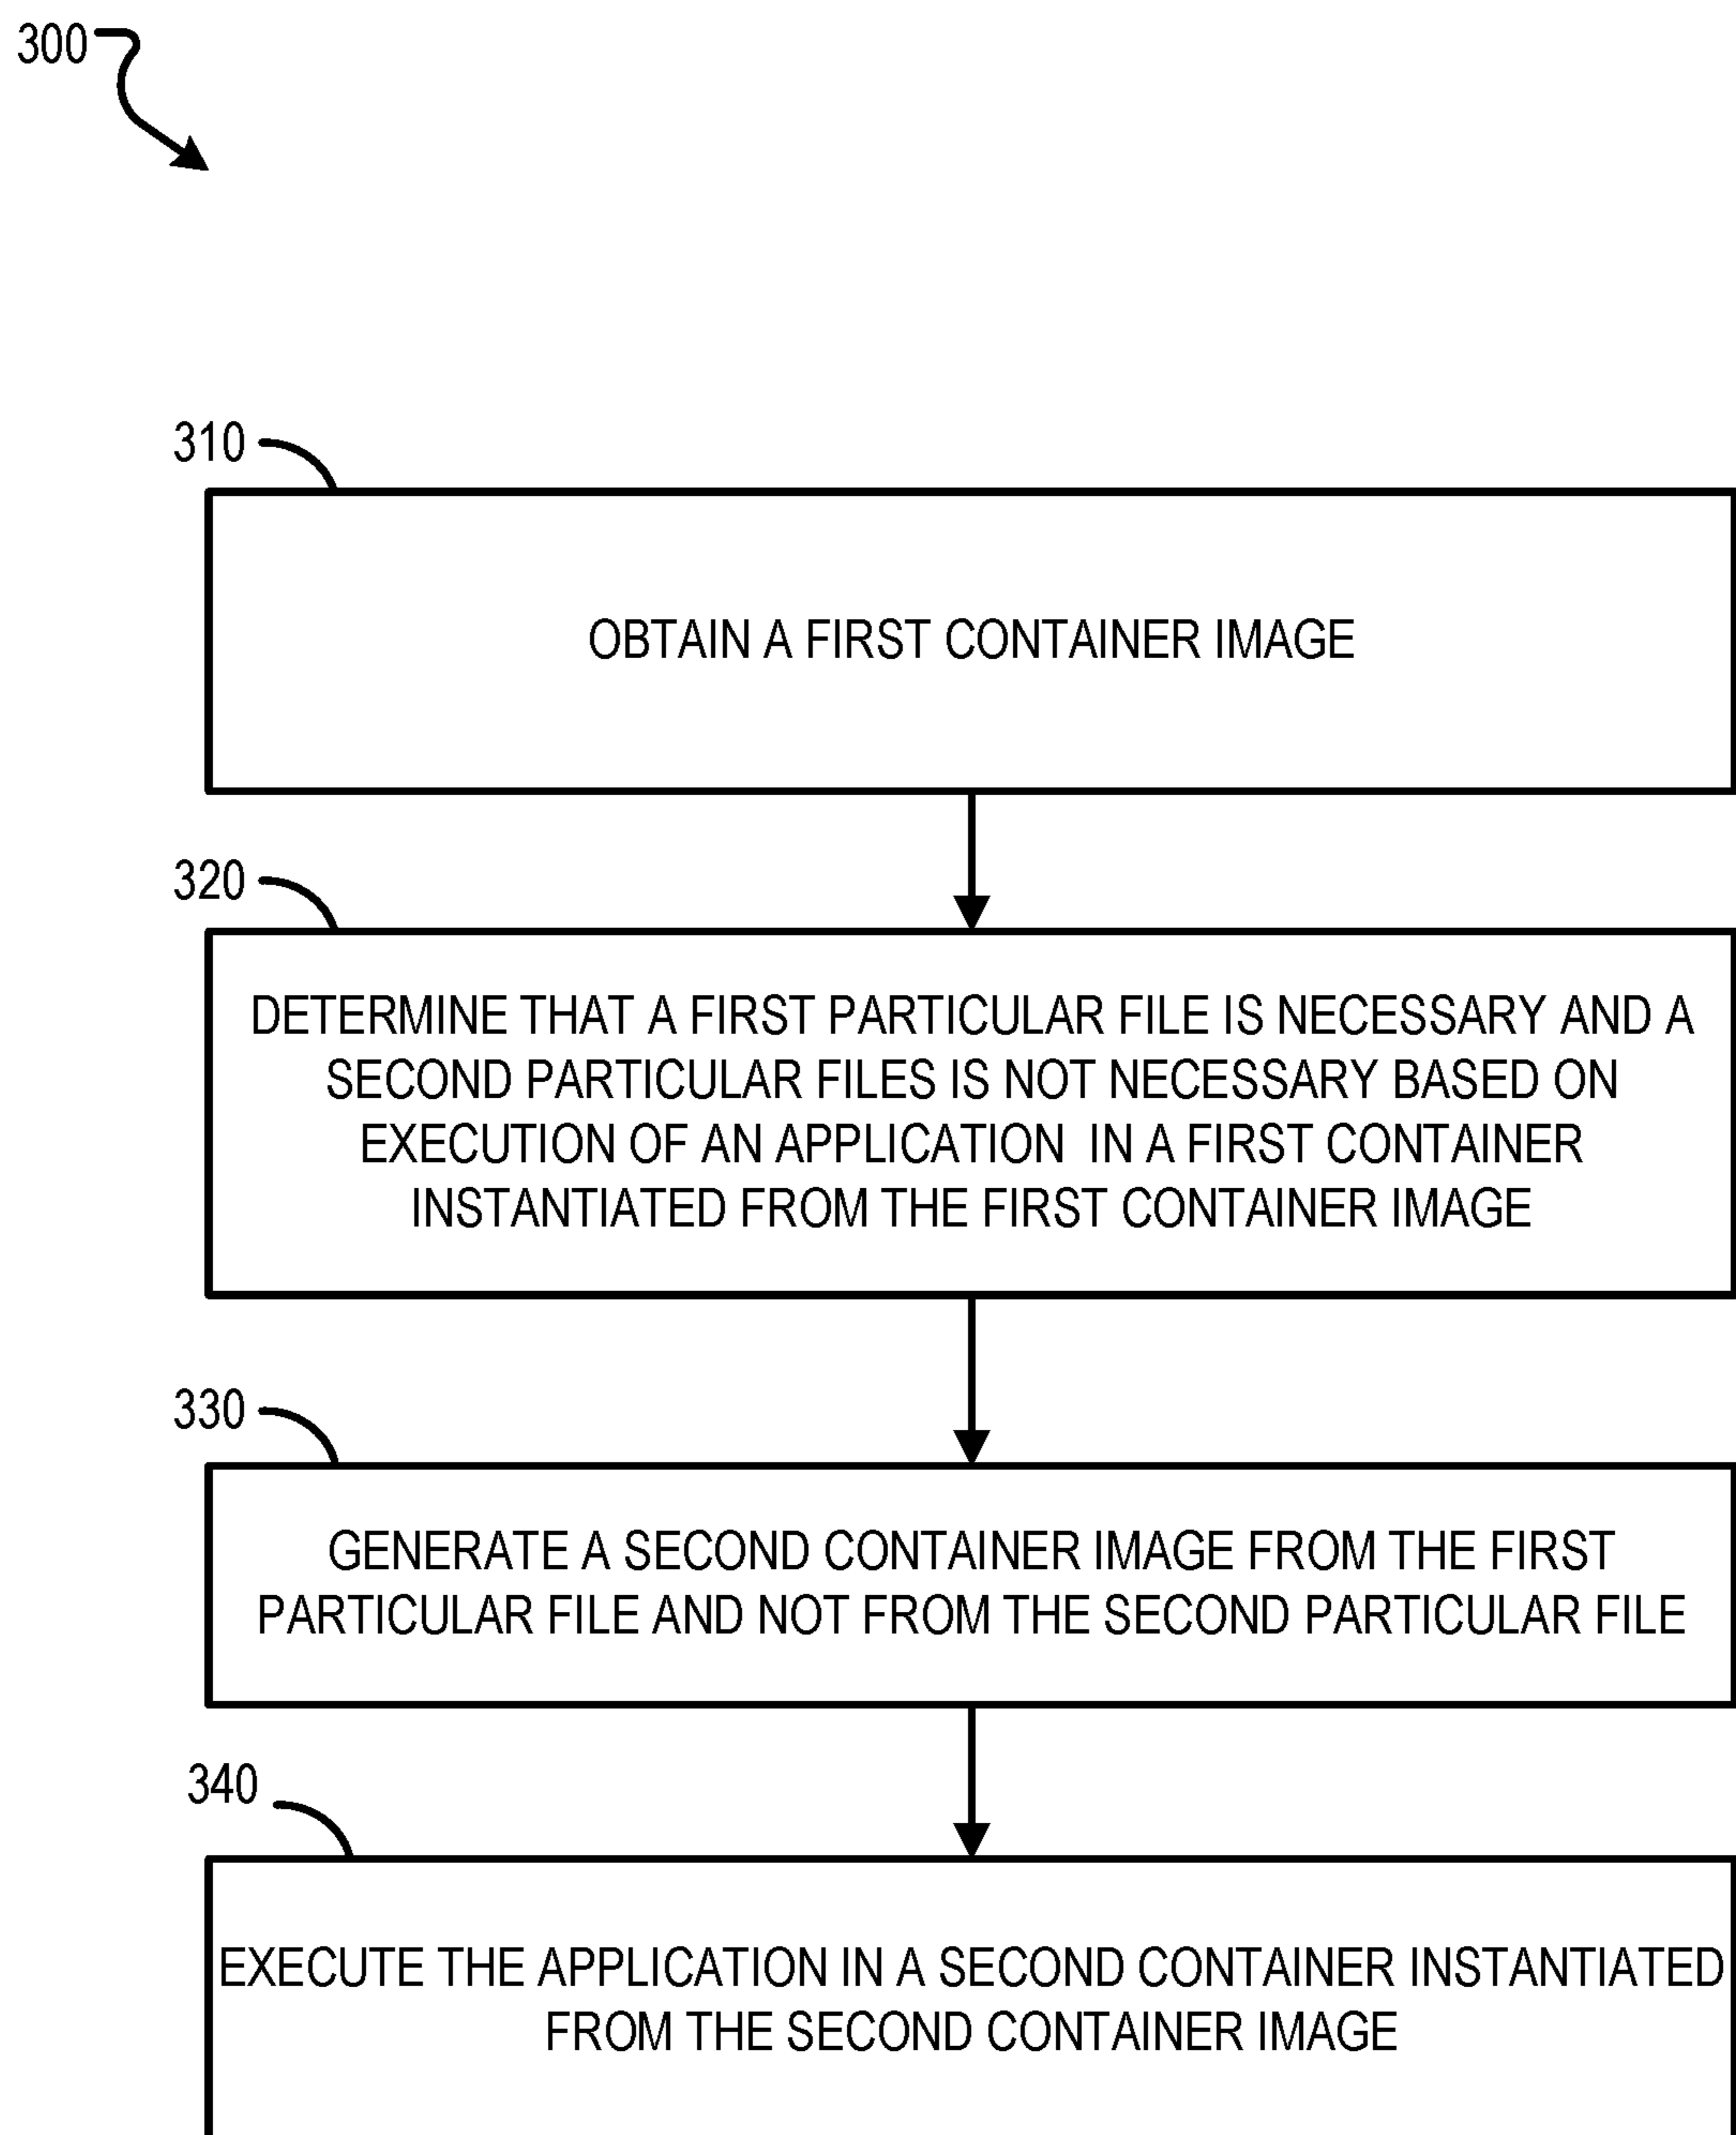 300
310
OBTAIN A FIRST CONTAINER IMAGE
320
DETERMINE THAT A FIRST PARTICULAR FILE IS NECESSARY AND A
SECOND PARTICULAR FILES IS NOT NECESSARY BASED ON
EXECUTION OF AN APPLICATION IN A FIRST CONTAINER
INSTANTIATED FROM THE FIRST CONTAINER IMAGE
330
GENERATE A SECOND CONTAINER IMAGE FROM THE FIRST
PARTICULAR FILE AND NOT FROM THE SECOND PARTICULAR FILE
340
EXECUTE THE APPLICATION IN A SECOND CONTAINER INSTANTIATED
FROM THE SECOND CONTAINER IMAGE